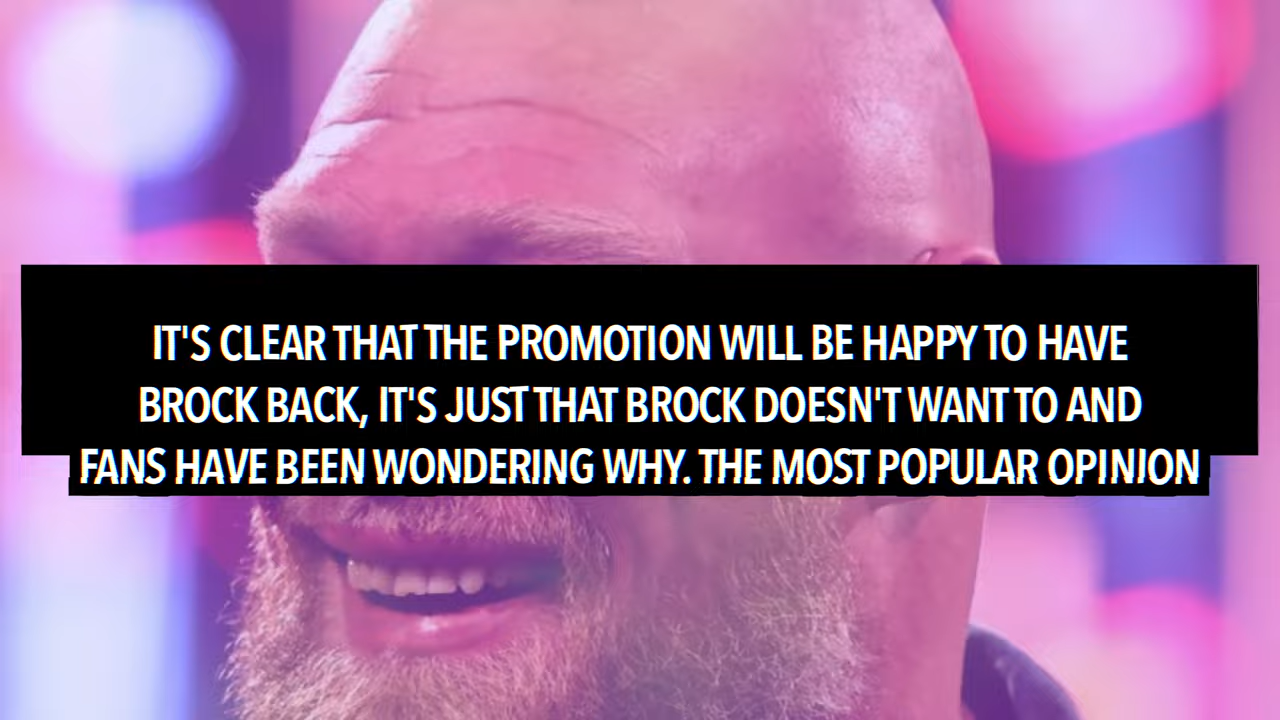 IT'S CLEAR THAT THE PROMOTION WILL BE HAPPY TO HAVE
BROCK BACK, IT'S JUST THAT BROCK DOESN'T WANT TO AND
FANS HAVE BEEN WONDERING WHY. THE MOST POPULAR OPINION